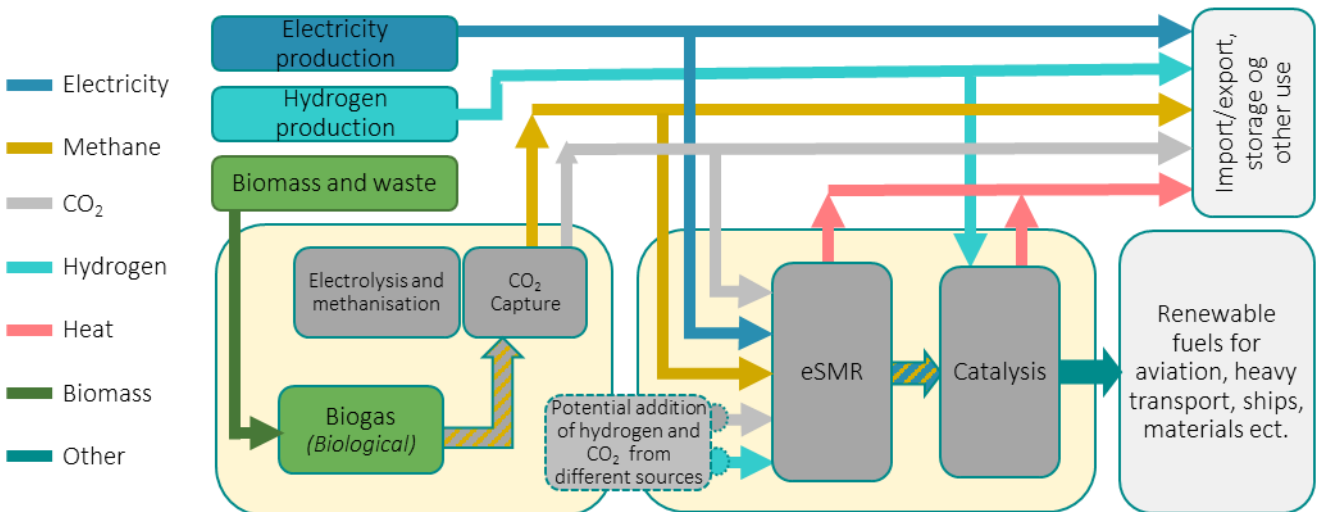 Electricity
Methane
CO₂
Hydrogen
Heat
Biomass
Other
Electricity
production
Hydrogen
production
Biomass and waste
Electrolysis and
methanisation
CO₂
Capture
Biogas
(Biological)
Potential addition
of hydrogen and
CO₂ from
different sources
eSMR
Catalysis
Import/export,
storage og
other use
Renewable
fuels for
aviation, heavy
transport, ships,
materials ect.